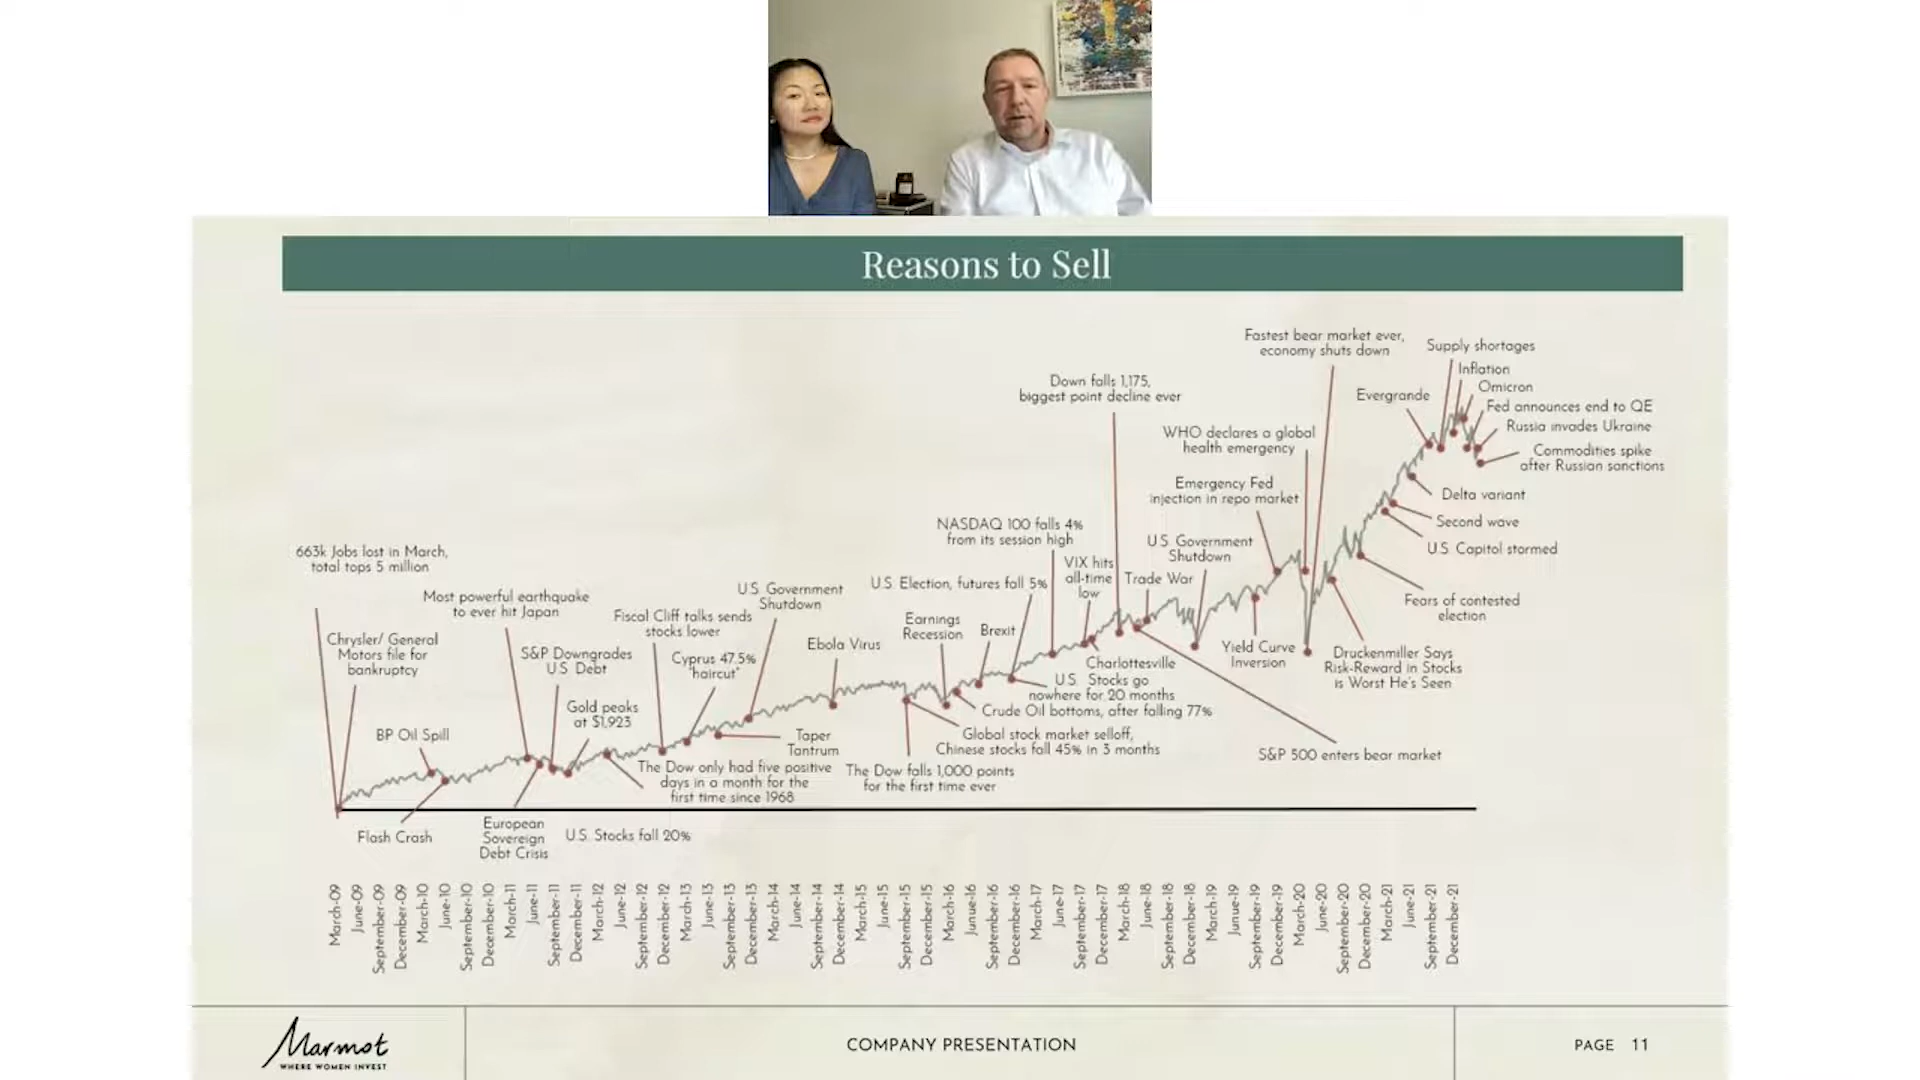 Reasons to Sell
Fastest bear market ever,
economy shuts down
Supply shortages
Inflation
Omicron
Fed announces end to QE
Russia invades Ukraine
Commodities spike
after Russian sanctions
Evergrande
Down falls 1,175,
biggest point decline ever
WHO declares a global
health emergency
Emergency Fed
injection in repo market
Delta variant
Second wave
U.S. Capitol stormed
NASDAQ 100 falls 4%
from its session high
U.S. Government
Shutdown
VIX hits
all-time
low
Trade War
U.S. Election, futures fall 5%
Fears of contested
election
663k Jobs lost in March,
total tops 5 million
Most powerful earthquake
to ever hit Japan
U.S. Government
Shutdown
Fiscal Cliff talks sends
stocks lower
Earnings
Recession
Brexit
Chrysler/ General
Motors file for
bankruptcy
S&P Downgrades
U.S. Debt
Cyprus 47.5%
"haircut"
Ebola Virus
Charlottesville
U.S. Stocks go
nowhere for 20 months
Yield Curve
Inversion
Druckenmiller Says
Risk-Reward in Stocks
is Worst He's Seen
Gold peaks
at $1,923
Crude Oil bottoms, after falling 77%
BP Oil Spill
Taper
Tantrum
Global stock market selloff,
Chinese stocks fall 45% in 3 months
S&P 500 enters bear market
The Dow only had five positive
days in a month for the
first time since 1968
The Dow falls 1,000 points
for the first time ever
Flash Crash
European
Sovereign
Debt Crisis
U.S. Stocks fall 20%
March-09
June-09
September-09
December-09
March-10
June-10
September-10
December-10
March-11
June-11
September-11
December-11
March-12
June-12
September-12
December-12
March-13
June-13
September-13
December-13
March-14
June-14
September-14
December-14
March-15
June-15
September-15
December-15
March-16
Junue-16
September-16
December-16
March-17
June-17
September-17
December-17
March-18
June-18
September-18
December-18
March-19
Junue-19
September-19
December-19
March-20
June-20
September-20
December-20
March-21
June-21
September-21
December-21
Marmot
WHERE WOMEN INVEST
COMPANY PRESENTATION
PAGE 11